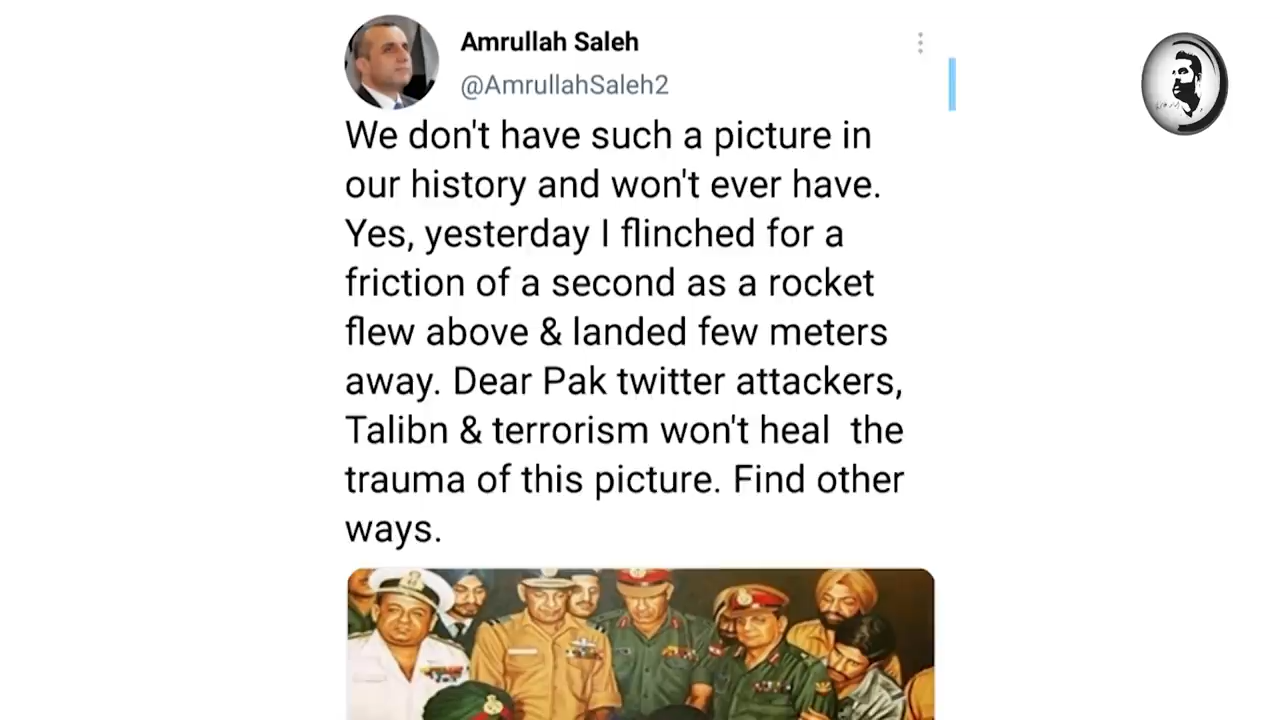 Amrullah Saleh
@AmrullahSaleh2
We don't have such a picture in
our history and won't ever have.
Yes, yesterday I flinched for a
friction of a second as a rocket
flew above & landed few meters
away. Dear Pak twitter attackers,
Talibn & terrorism won't heal  the
trauma of this picture. Find other
ways.